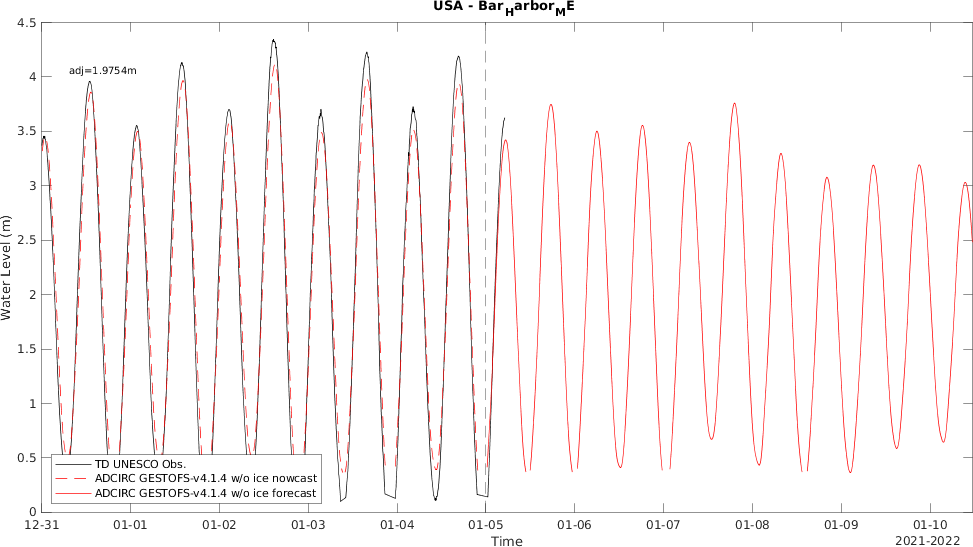 USA - Bar_Harbor_ME
4.5
4
3.5
3
2.5
2
1.5
1
0.5
0
Water Level (m)
adj=1.9754m
TD UNESCO Obs.
ADCIRC GESTOFS-v4.1.4 w/o ice nowcast
ADCIRC GESTOFS-v4.1.4 w/o ice forecast
12-31 01-01 01-02 01-03 01-04 01-05 01-06 01-07 01-08 01-09 01-10
Time
2021-2022